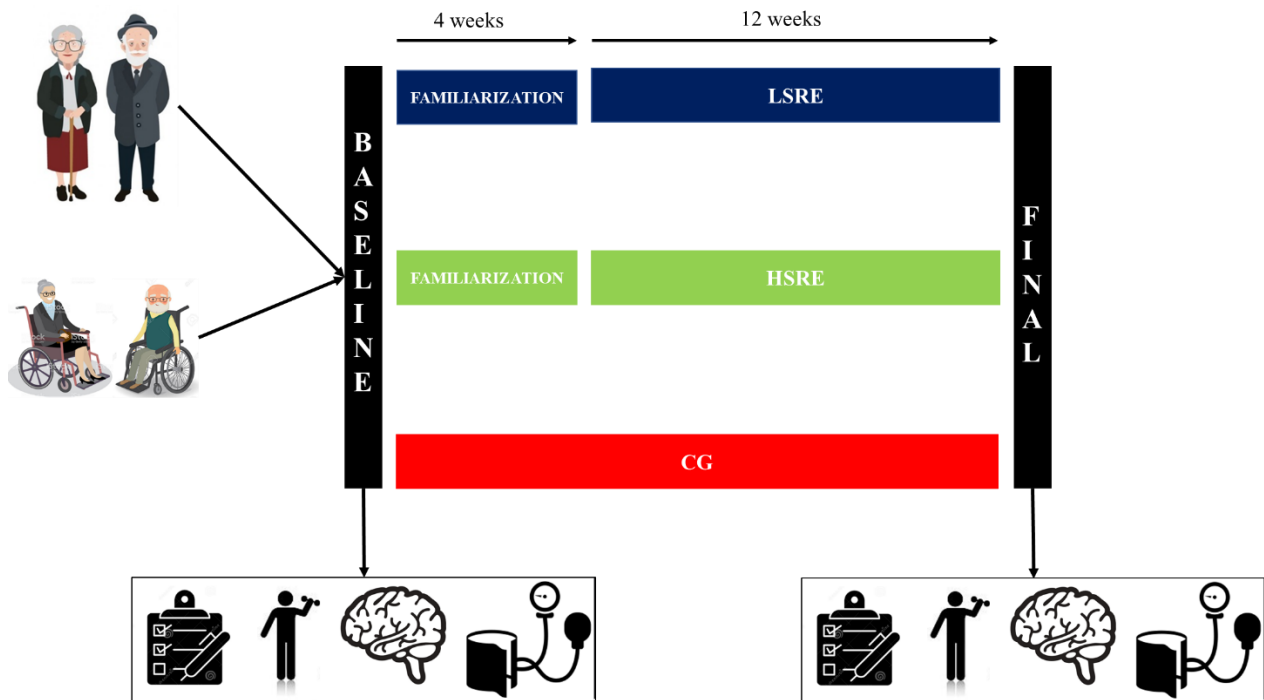 4 weeks
12 weeks
BASELINE
FAMILIARIZATION
LSRE
FINAL
FAMILIARIZATION
HSRE
CG